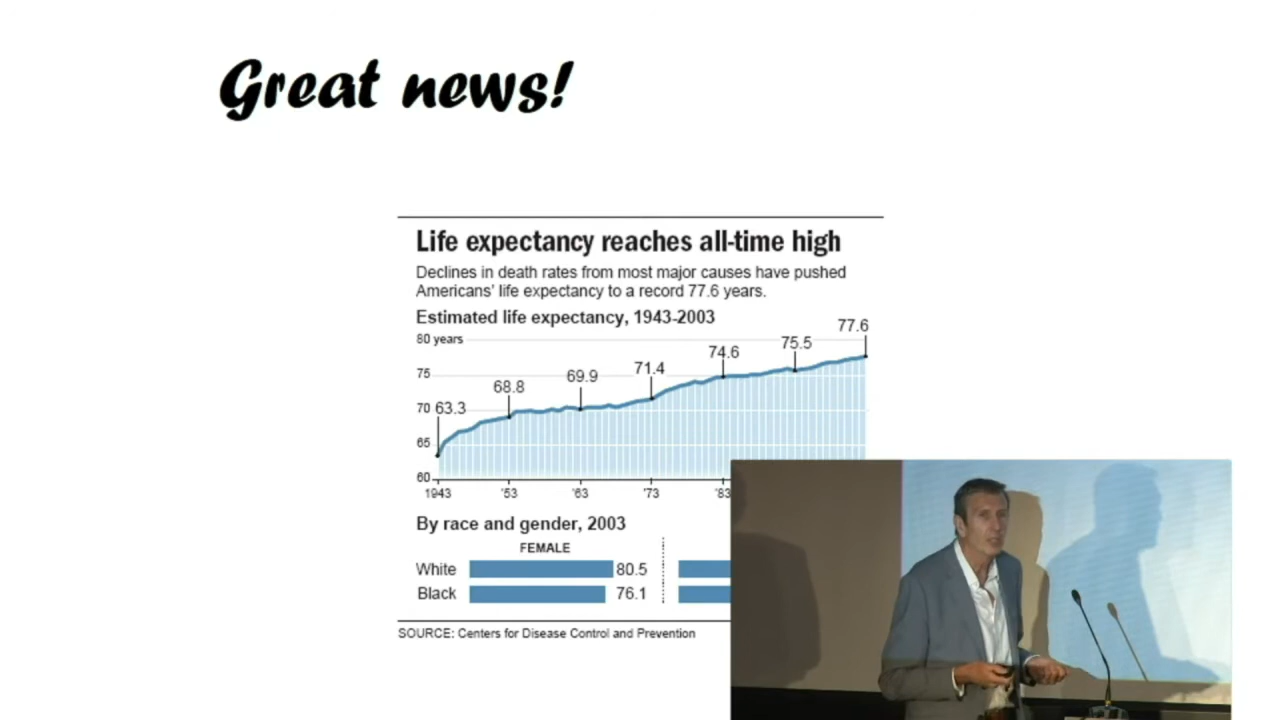 Great news!
Life expectancy reaches all-time high
Declines in death rates from most major causes have pushed
Americans' life expectancy to a record 77.6 years.
Estimated life expectancy, 1943-2003
80 years
77.6
75.5
74.6
71.4
75
69.9
68.8
70
63.3
65
60
1943 '53 '63 '73 '83
By race and gender, 2003
FEMALE
White 80.5
Black 76.1
SOURCE: Centers for Disease Control and Prevention